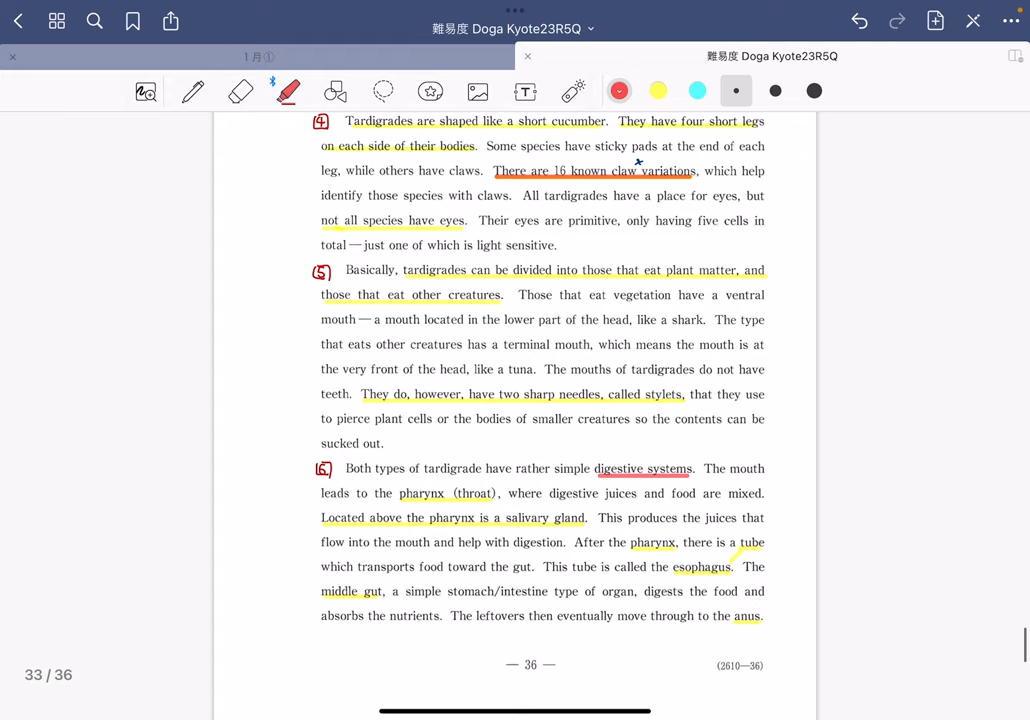 難易度 Doga Kyote23R5Q
1月①
難易度 Doga Kyote23R5Q
④ Tardigrades are shaped like a short cucumber. They have four short legs
on each side of their bodies. Some species have sticky pads at the end of each
leg, while others have claws. There are 16 known claw variations, which help
identify those species with claws. All tardigrades have a place for eyes, but
not all species have eyes. Their eyes are primitive, only having five cells in
total — just one of which is light sensitive.
⑤ Basically, tardigrades can be divided into those that eat plant matter, and
those that eat other creatures. Those that eat vegetation have a ventral
mouth — a mouth located in the lower part of the head, like a shark. The type
that eats other creatures has a terminal mouth, which means the mouth is at
the very front of the head, like a tuna. The mouths of tardigrades do not have
teeth. They do, however, have two sharp needles, called stylets, that they use
to pierce plant cells or the bodies of smaller creatures so the contents can be
sucked out.
⑥ Both types of tardigrade have rather simple digestive systems. The mouth
leads to the pharynx (throat), where digestive juices and food are mixed.
Located above the pharynx is a salivary gland. This produces the juices that
flow into the mouth and help with digestion. After the pharynx, there is a tube
which transports food toward the gut. This tube is called the esophagus. The
middle gut, a simple stomach/intestine type of organ, digests the food and
absorbs the nutrients. The leftovers then eventually move through to the anus.
33 / 36
— 36 —
(2610—36)